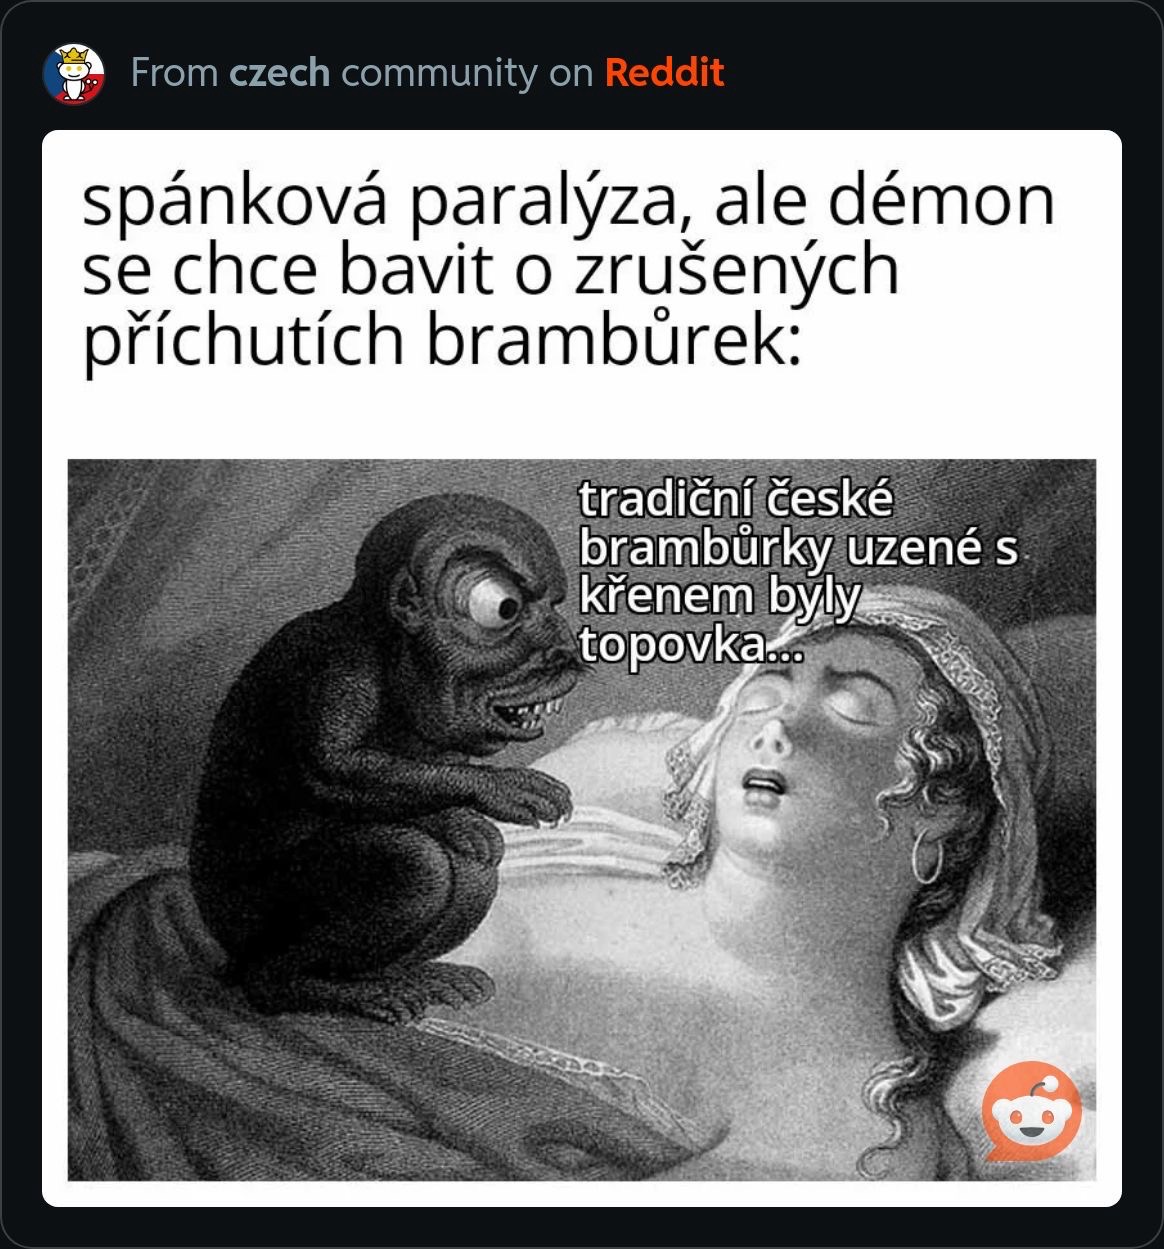 From czech community on Reddit
spánková paralýza, ale démon
se chce bavit o zrušených
příchutích brambůrek:
tradiční české
brambůrky uzené s
křenem byly
topovka...